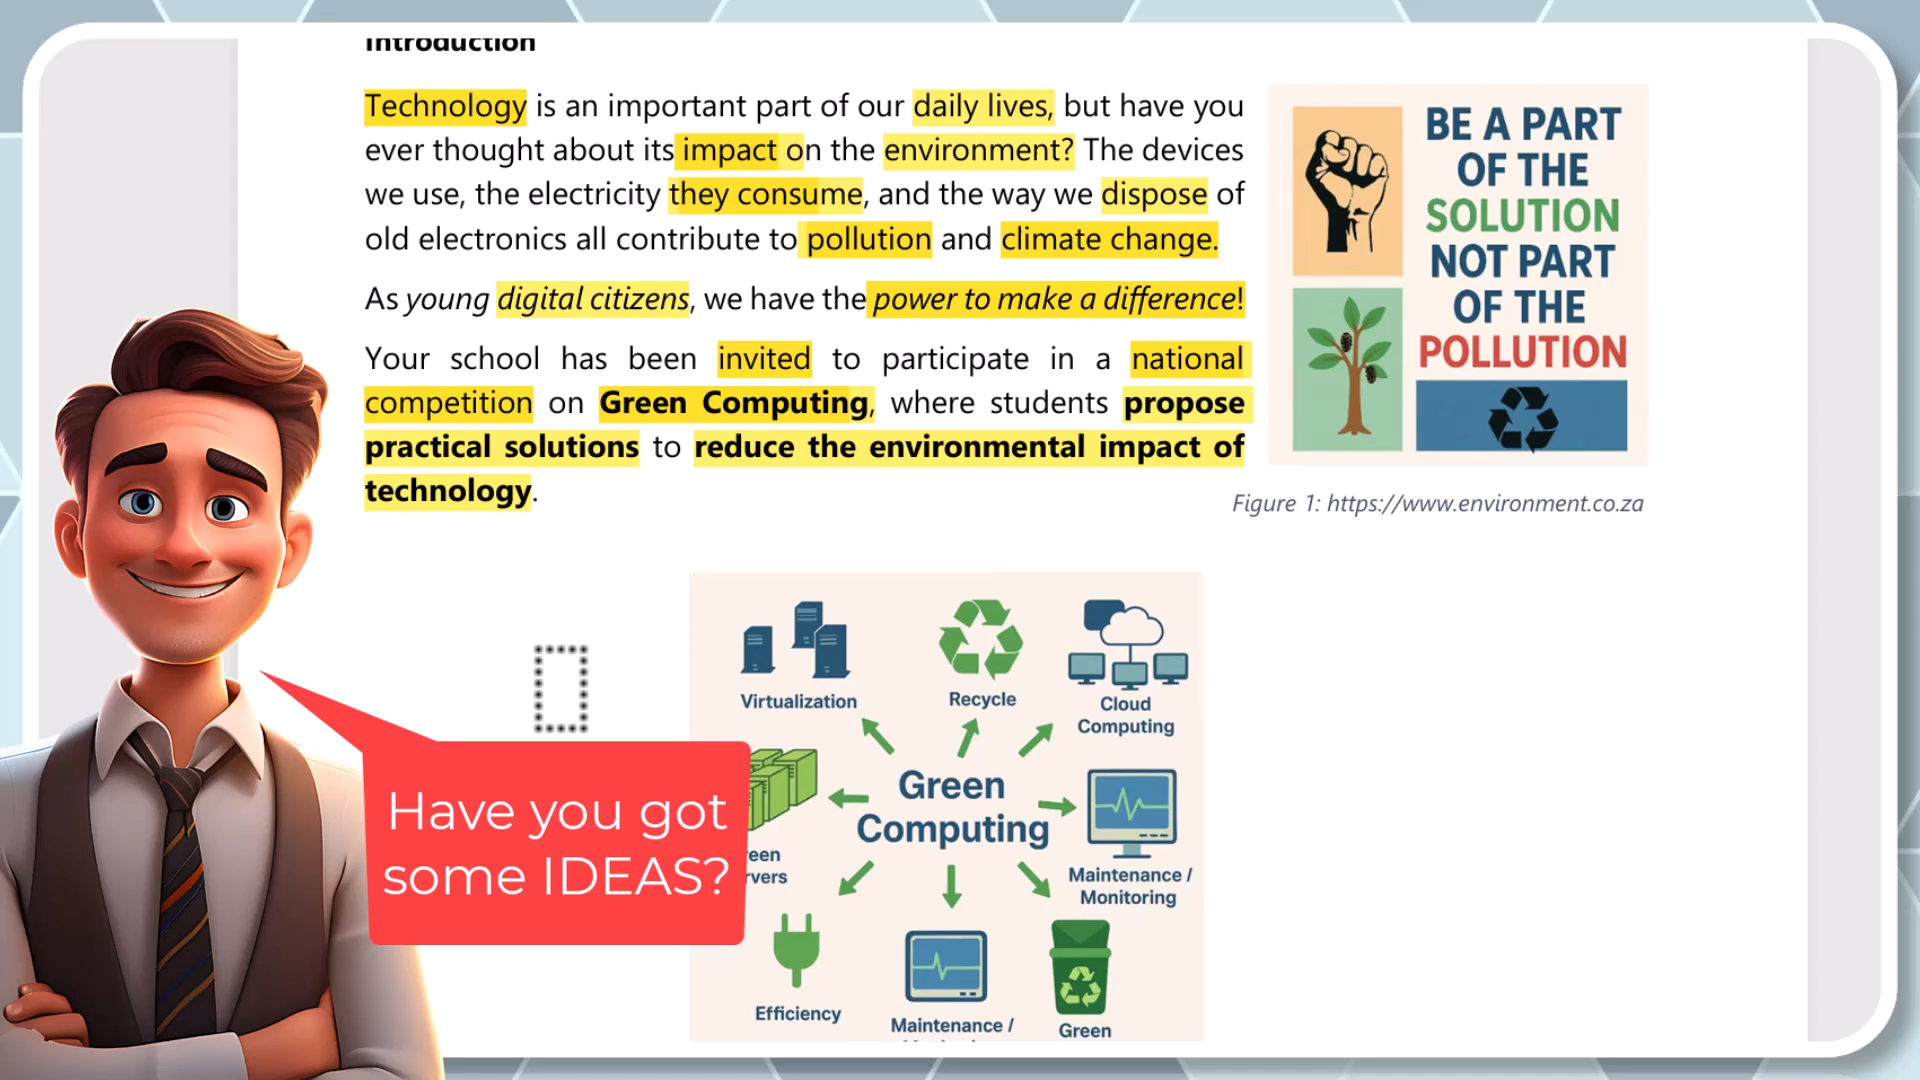 Introduction
Technology is an important part of our daily lives, but have you
ever thought about its impact on the environment? The devices
we use, the electricity they consume, and the way we dispose of
old electronics all contribute to pollution and climate change.
As young digital citizens, we have the power to make a difference!
Your school has been invited to participate in a national
competition on Green Computing, where students propose
practical solutions to reduce the environmental impact of
technology.
BE A PART
OF THE
SOLUTION
NOT PART
OF THE
POLLUTION
Figure 1: https://www.environment.co.za
Virtualization
Recycle
Cloud
Computing
Green
Computing
Maintenance /
Monitoring
Efficiency
Maintenance /
Green
Have you got
some IDEAS?